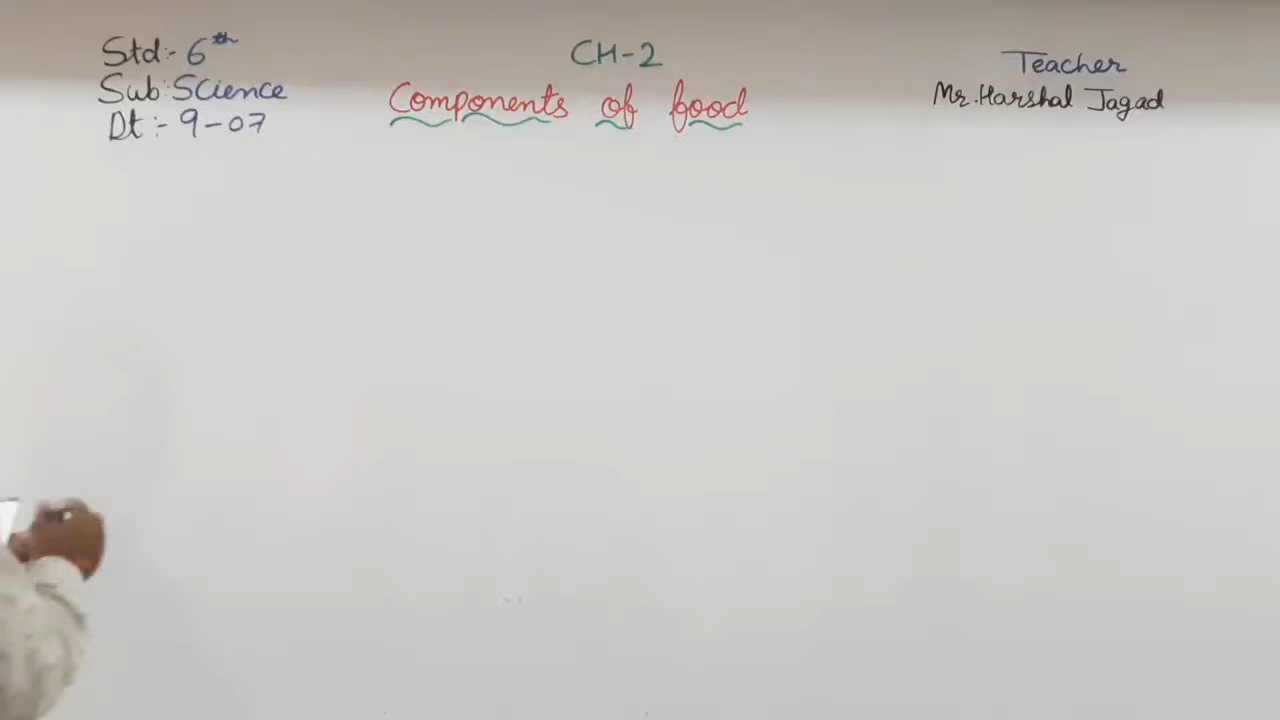 Std:- 6th
Sub:Science
Dt:- 9-07
CH-2
Components of food
Teacher
Mr.Harshal Jagad